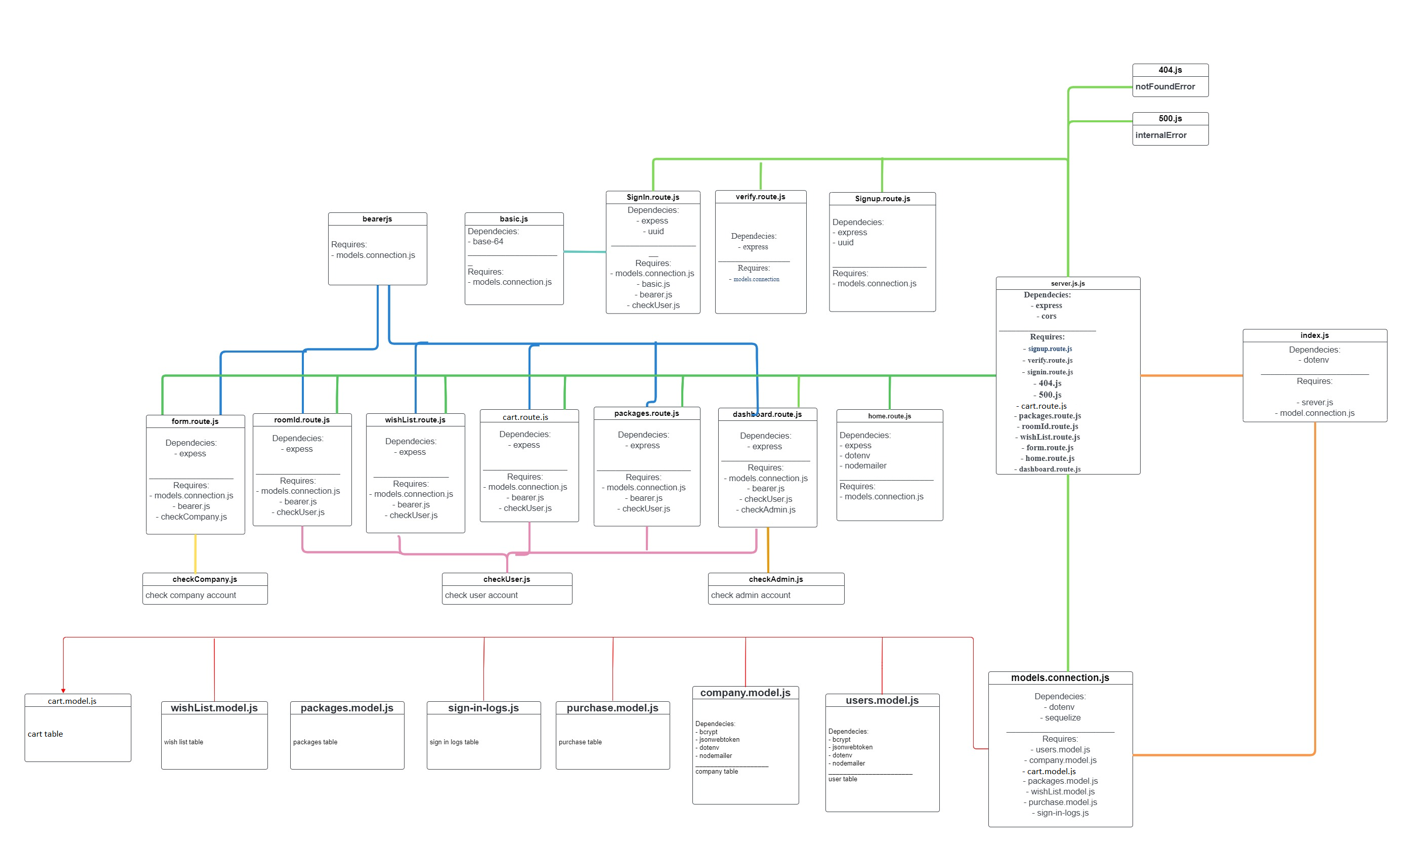 404.js
notFoundError
500.js
internalError
SignIn.route.js
Dependecies:
- expess
- uuid
Requires:
- models.connection.js
- basic.js
- bearer.js
- checkUser.js
verify.route.js
Dependecies:
- express
Requires:
- models.connection
Signup.route.js
Dependecies:
- express
- uuid
Requires:
- models.connection.js
bearerjs
Requires:
- models.connection.js
basic.js
Dependecies:
- base-64
Requires:
- models.connection.js
server.js.js
Dependecies:
- express
- cors
Requires:
- signup.route.js
- verify.route.js
- signin.route.js
- 404.js
- 500.js
- cart.route.js
- packages.route.js
- roomId.route.js
- wishList.route.js
- form.route.js
- home.route.js
- dashboard.route.js
index.js
Dependecies:
- dotenv
Requires:
- srever.js
- model.connection.js
form.route.js
Dependecies:
- expess
Requires:
- models.connection.js
- bearer.js
- checkCompany.js
roomId.route.js
Dependecies:
- expess
Requires:
- models.connection.js
- bearer.js
- checkUser.js
wishList.route.js
Dependecies:
- expess
Requires:
- models.connection.js
- bearer.js
- checkUser.js
cart.route.js
Dependecies:
- expess
Requires:
- models.connection.js
- bearer.js
- checkUser.js
packages.route.js
Dependecies:
- express
Requires:
- models.connection.js
- bearer.js
- checkUser.js
dashboard.route.js
Dependecies:
- express
Requires:
- models.connection.js
- bearer.js
- checkUser.js
- checkAdmin.js
home.route.js
Dependecies:
- expess
- dotenv
- nodemailer
Requires:
- models.connection.js
checkCompany.js
check company account
checkUser.js
check user account
checkAdmin.js
check admin account
cart.model.js
cart table
wishList.model.js
wish list table
packages.model.js
packages table
sign-in-logs.js
sign in logs table
purchase.model.js
purchase table
company.model.js
Dependecies:
- bcrypt
- jsonwebtoken
- dotenv
- nodemailer
company table
users.model.js
Dependecies:
- bcrypt
- jsonwebtoken
- dotenv
- nodemailer
user table
models.connection.js
Dependecies:
- dotenv
- sequelize
Requires:
- users.model.js
- company.model.js
- cart.model.js
- packages.model.js
- wishList.model.js
- purchase.model.js
- sign-in-logs.js